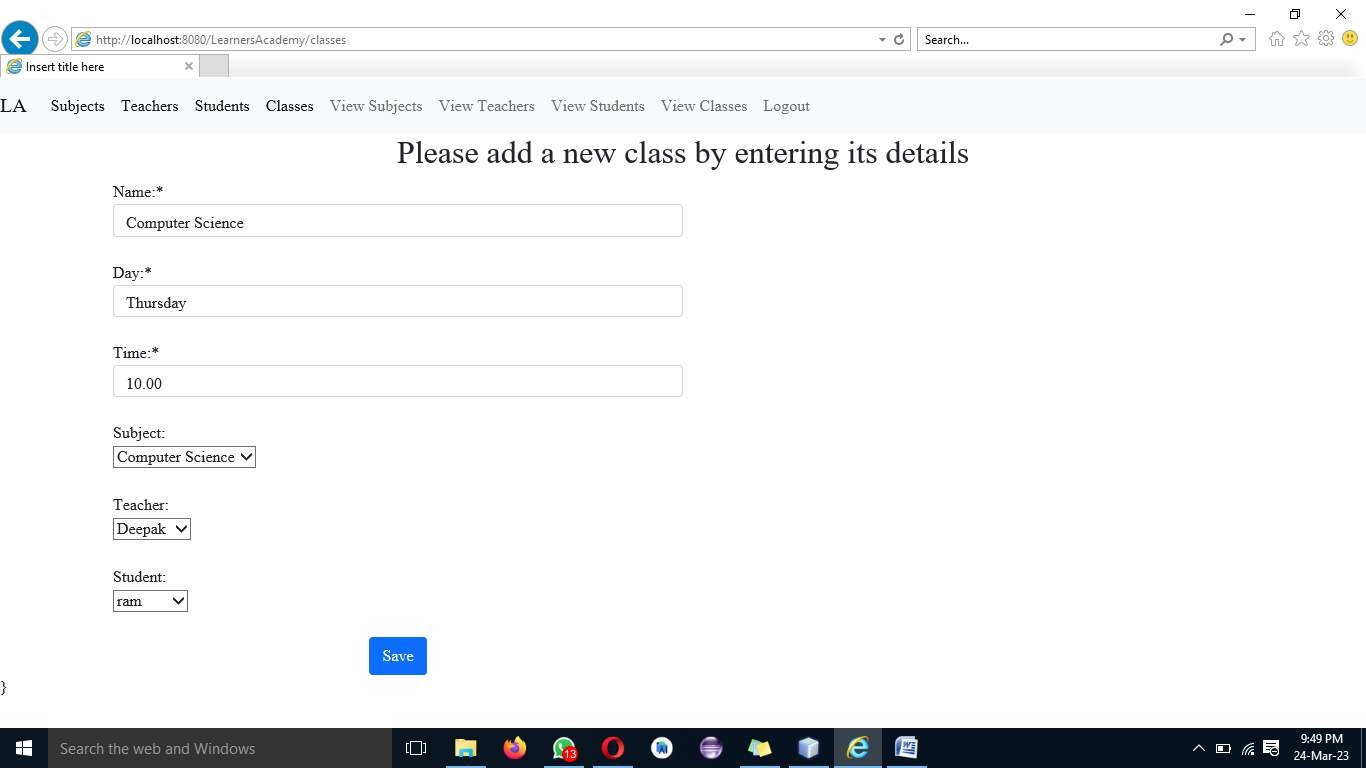 http://localhost:8080/LearnersAcademy/classes
Search...
Insert title here
LA Subjects Teachers Students Classes View Subjects View Teachers View Students View Classes Logout
Please add a new class by entering its details
Name:*
Computer Science
Day:*
Thursday
Time:*
10.00
Subject:
Computer Science
Teacher:
Deepak
Student:
ram
Save
}
Search the web and Windows
13
9:49 PM
24-Mar-23